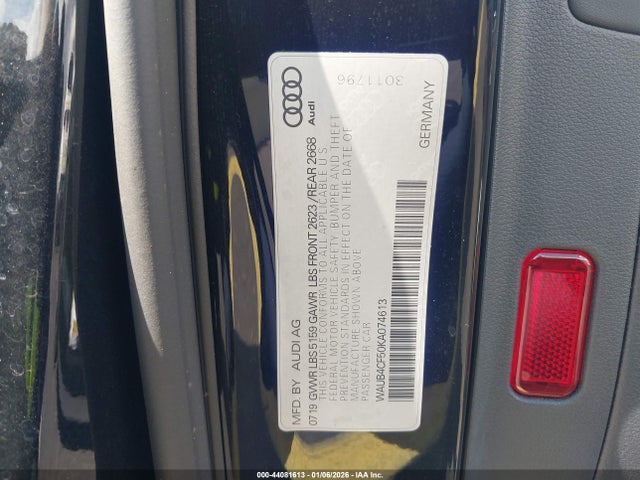 MFD. BY AUDI AG
07.19 GVWR LBS 5159 GAWR LBS FRONT 2623 / REAR 2668
THIS VEHICLE CONFORMS TO ALL APPLICABLE U.S.
FEDERAL MOTOR VEHICLE SAFETY, BUMPER AND THEFT
PREVENTION STANDARDS IN EFFECT ON THE DATE OF
MANUFACTURE SHOWN ABOVE
PASSENGER CAR
WAUB4CF50KA074613
Audi
3011796
GERMANY
000-44081613 - 01/06/2026 - IAA Inc.